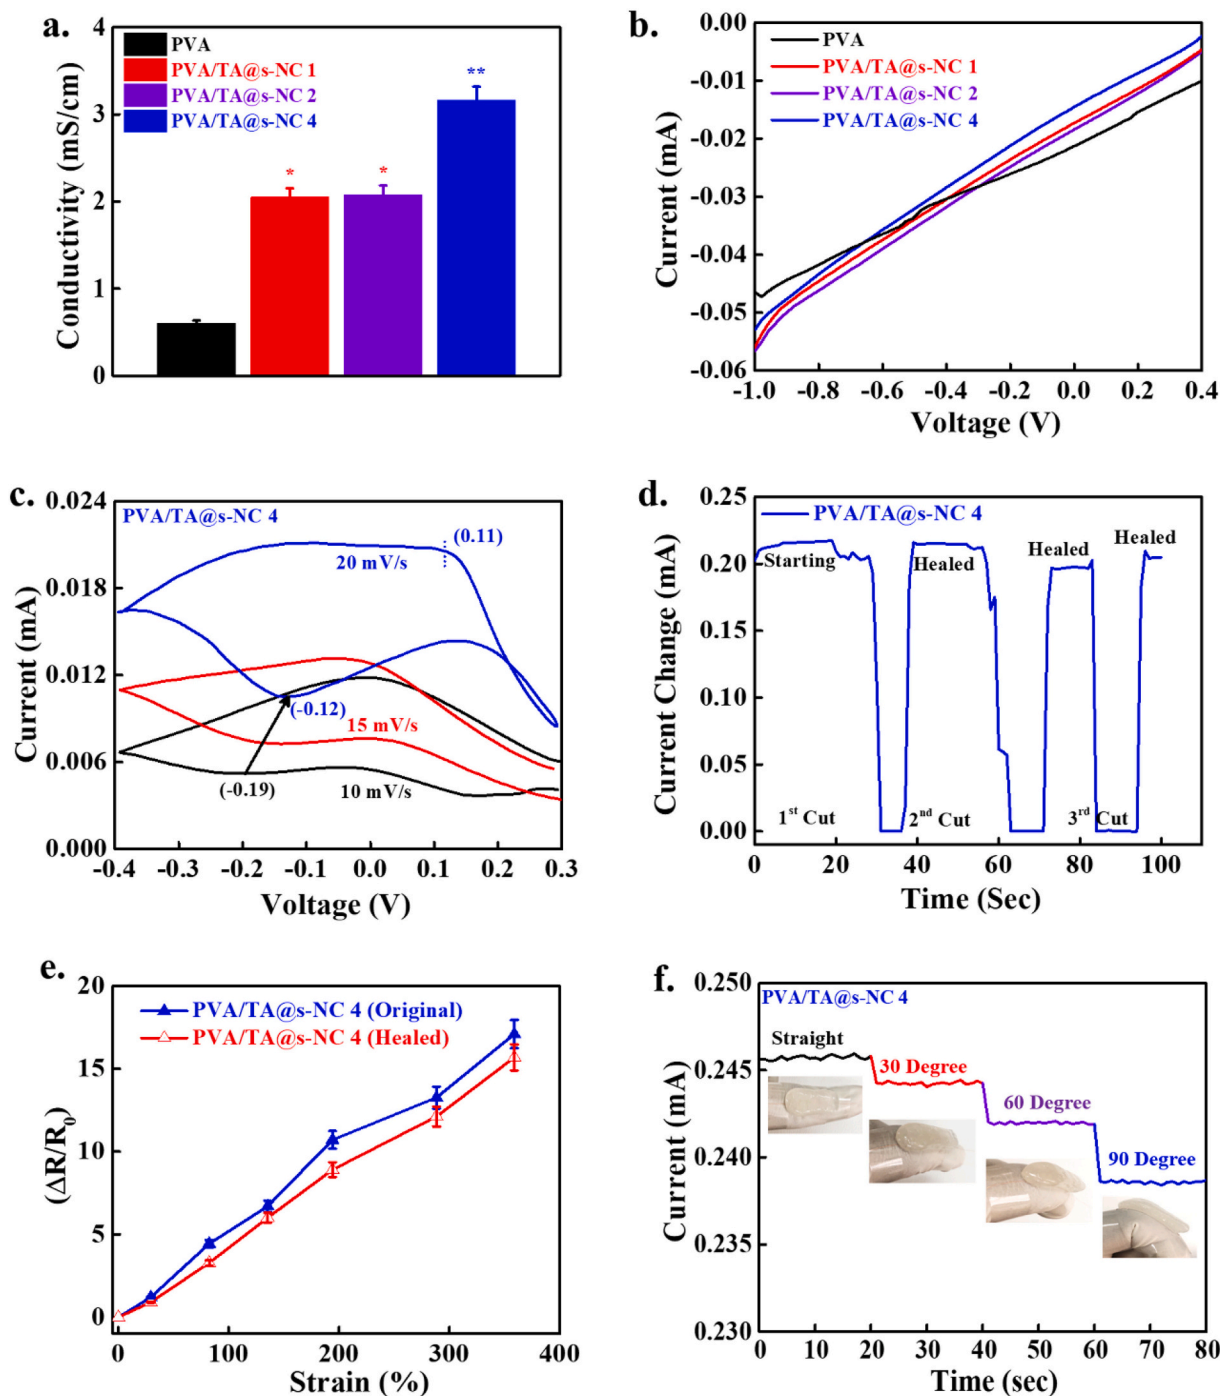 a.
PVA
PVA/TA@s-NC 1
PVA/TA@s-NC 2
PVA/TA@s-NC 4
*
*
**
4
3
2
1
0
Conductivity (mS/cm)
b.
PVA
PVA/TA@s-NC 1
PVA/TA@s-NC 2
PVA/TA@s-NC 4
0.00
-0.01
-0.02
-0.03
-0.04
-0.05
-0.06
Current (mA)
-1.0 -0.8 -0.6 -0.4 -0.2 0.0 0.2 0.4
Voltage (V)
c.
PVA/TA@s-NC 4
(0.11)
20 mV/s
(-0.12)
15 mV/s
(-0.19)
10 mV/s
0.024
0.018
0.012
0.006
0.000
Current (mA)
-0.4 -0.3 -0.2 -0.1 0.0 0.1 0.2 0.3
Voltage (V)
d.
PVA/TA@s-NC 4
Starting
Healed
Healed
Healed
1st Cut
2nd Cut
3rd Cut
0.25
0.20
0.15
0.10
0.05
0.00
Current Change (mA)
0 20 40 60 80 100
Time (Sec)
e.
PVA/TA@s-NC 4 (Original)
PVA/TA@s-NC 4 (Healed)
20
15
10
5
0
(ΔR/R0)
0 100 200 300 400
Strain (%)
f.
PVA/TA@s-NC 4
Straight
30 Degree
60 Degree
90 Degree
0.250
0.245
0.240
0.235
0.230
Current (mA)
0 10 20 30 40 50 60 70 80
Time (sec)